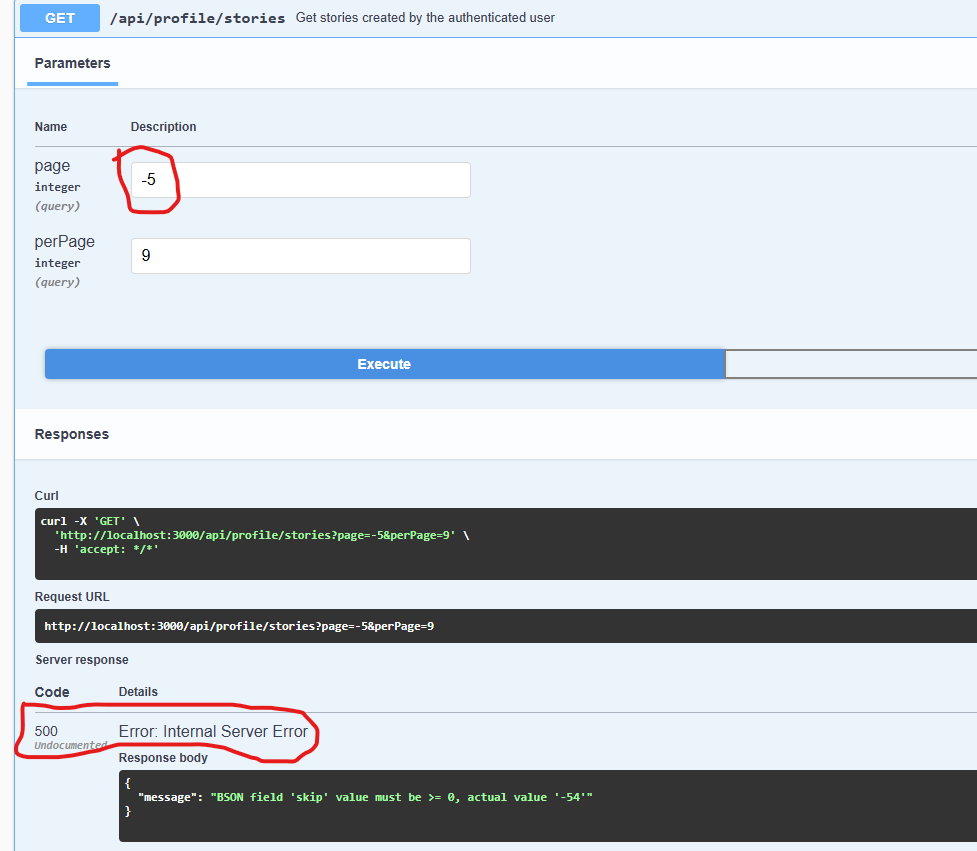 GET /api/profile/stories Get stories created by the authenticated user
Parameters
Name Description
page
integer
(query)
-5
perPage
integer
(query)
9
Execute
Responses
Curl
curl -X 'GET' \
'http://localhost:3000/api/profile/stories?page=-5&perPage=9' \
-H 'accept: */*'
Request URL
http://localhost:3000/api/profile/stories?page=-5&perPage=9
Server response
Code Details
500 Error: Internal Server Error
Undocumented
Response body
{
"message": "BSON field 'skip' value must be >= 0, actual value '-54'"
}